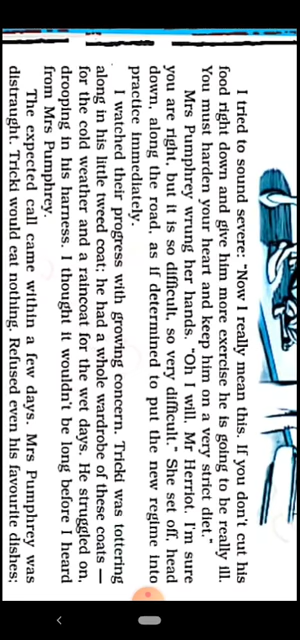 I tried to sound severe: "Now I really mean this. If you don't cut his
food right down and give him more exercise he is going to be really ill.
You must harden your heart and keep him on a very strict diet."
Mrs Pumphrey wrung her hands. "Oh I will, Mr Herriot. I'm sure
you are right, but it is so difficult, so very difficult." She set off, head
down, along the road, as if determined to put the new regime into
practice immediately.
I watched their progress with growing concern. Tricki was tottering
along in his little tweed coat; he had a whole wardrobe of these coats —
for the cold weather and a raincoat for the wet days. He struggled on,
drooping in his harness. I thought it wouldn't be long before I heard
from Mrs Pumphrey.
The expected call came within a few days. Mrs Pumphrey was
distraught. Tricki would eat nothing. Refused even his favourite dishes;